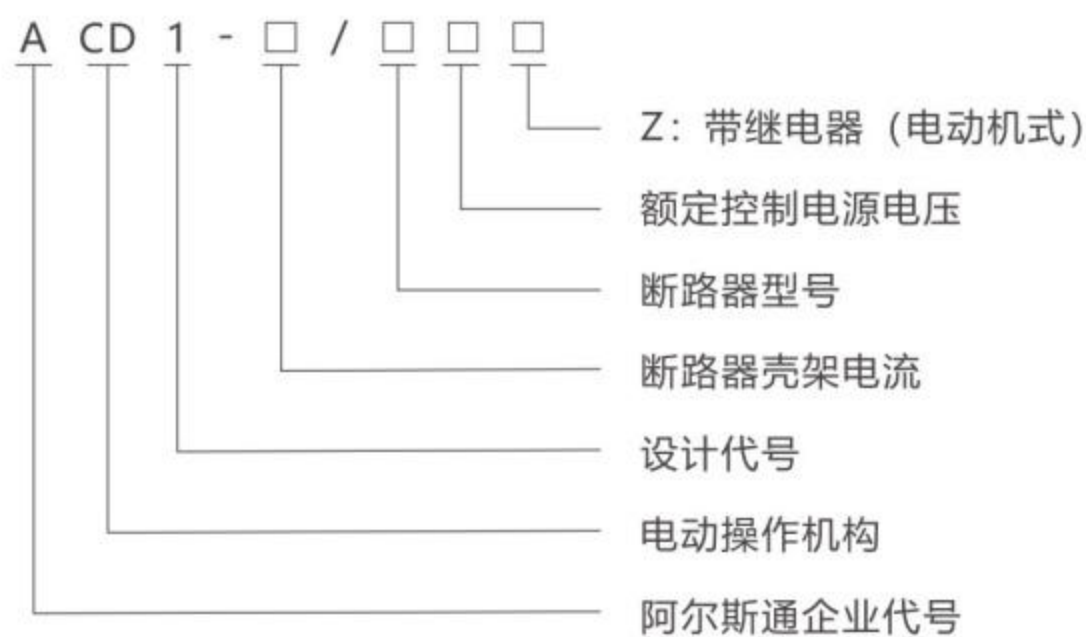 A CD 1 - □ / □ □ □
Z：带继电器（电动机式）
额定控制电源电压
断路器型号
断路器壳架电流
设计代号
电动操作机构
阿尔斯通企业代号